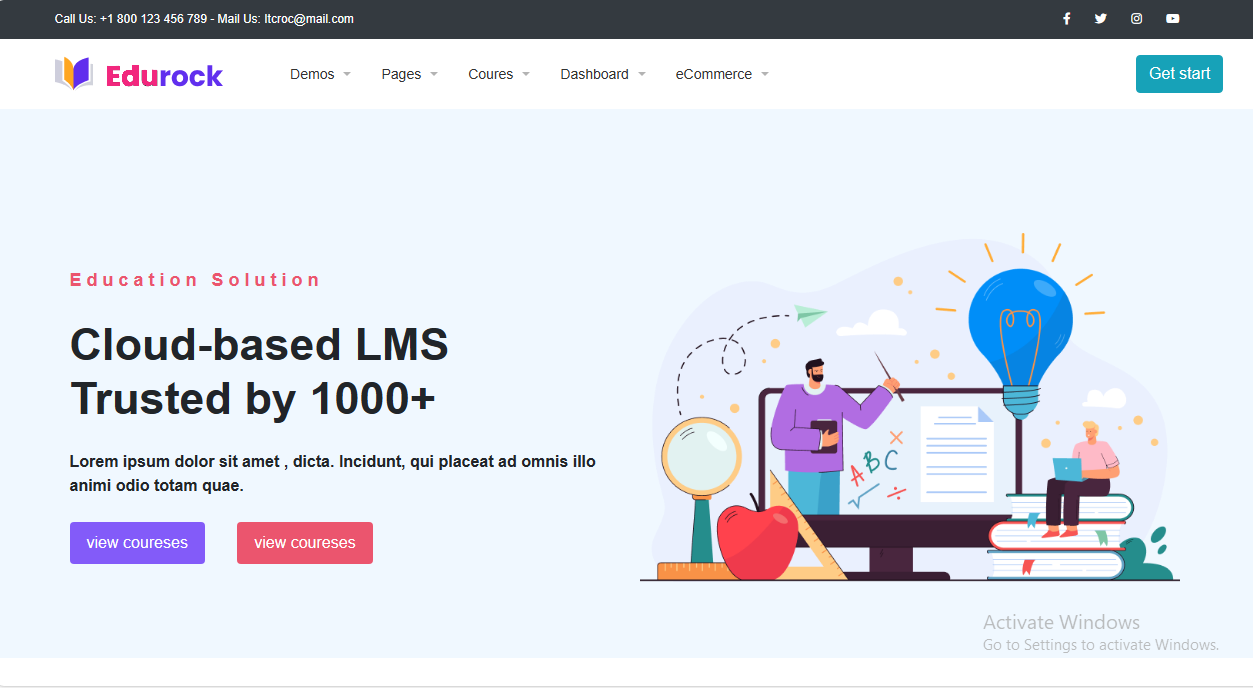 Call Us: +1 800 123 456 789 - Mail Us: Itcroc@mail.com
Edurock
Demos
Pages
Coures
Dashboard
eCommerce
Get start
Education Solution
Cloud-based LMS
Trusted by 1000+
Lorem ipsum dolor sit amet , dicta. Incidunt, qui placeat ad omnis illo
animi odio totam quae.
view coureses
view coureses
A B C
Activate Windows
Go to Settings to activate Windows.